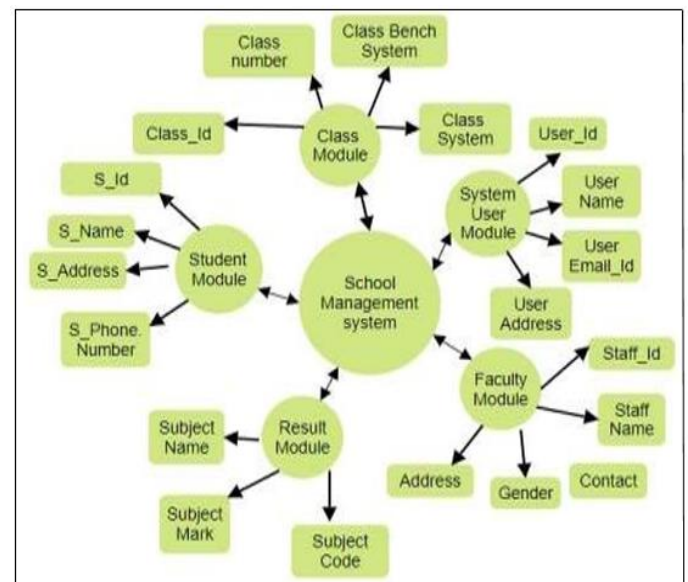 Class
number
Class Bench
System
Class_Id
Class
Module
Class
System
User_Id
S_Id
System
User
Module
User
Name
S_Name
Student
Module
S_Address
User
Email_Id
School
Management
system
User
Address
S_Phone.
Number
Staff_Id
Faculty
Module
Staff
Name
Subject
Name
Result
Module
Address
Gender
Contact
Subject
Mark
Subject
Code